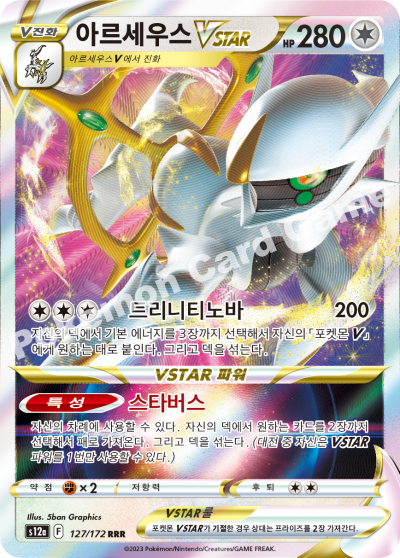 V진화 아르세우스 VSTAR HP 280
아르세우스V에서 진화
Pokémon Card Game
트리니티노바 200
자신의 덱에서 기본 에너지를 3장까지 선택해서 자신의 「포켓몬 V」
에게 원하는 대로 붙인다. 그리고 덱을 섞는다.
VSTAR 파워
특성 스타버스
자신의 차례에 사용할 수 있다. 자신의 덱에서 원하는 카드를 2장까지
선택해서 패로 가져온다. 그리고 덱을 섞는다. (대전 중 자신은 VSTAR
파워를 1번만 사용할 수 있다.)
약점 ×2 저항력 후퇴
Illus. 5ban Graphics
VSTAR룰
s12a F 127/172 RRR
포켓몬 VSTAR가 기절한 경우 상대는 프라이즈를 2장 가져간다.
©2023 Pokémon/Nintendo/Creatures/GAME FREAK.